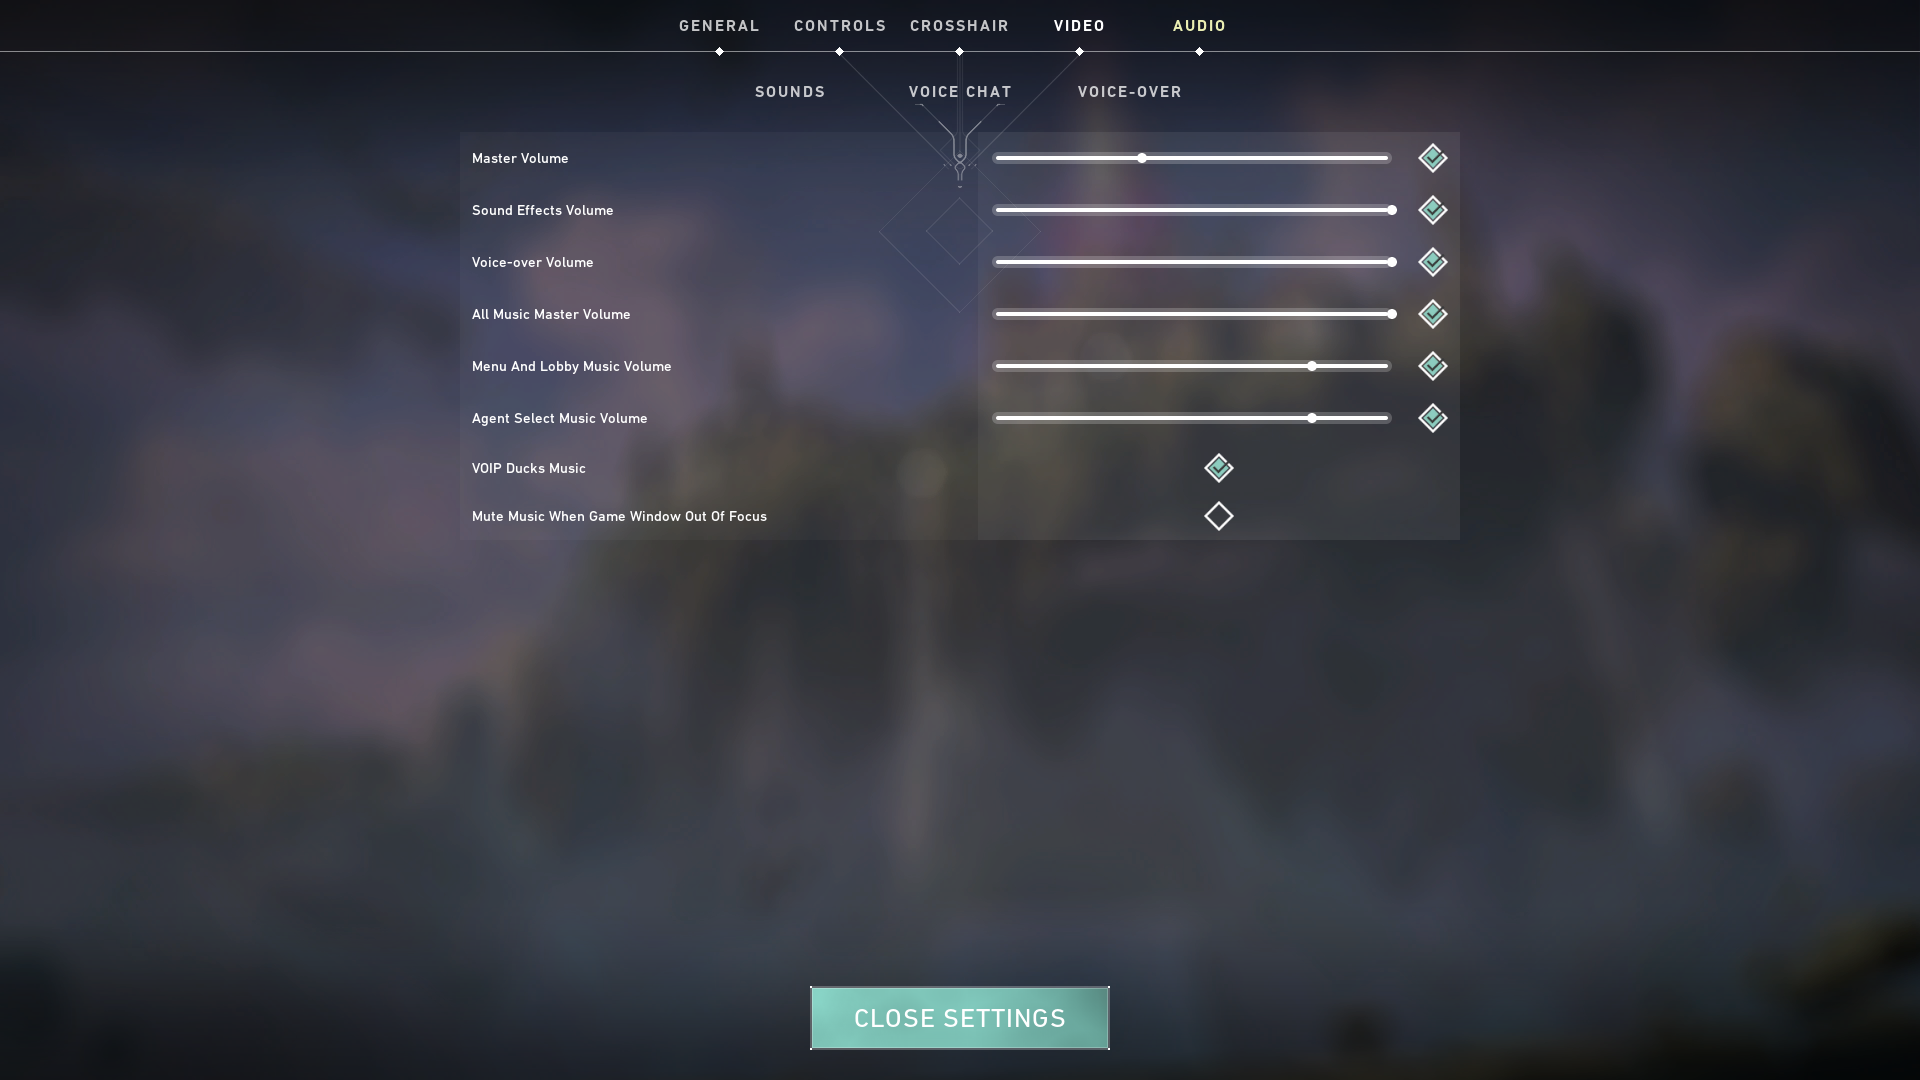 GENERAL CONTROLS CROSSHAIR VIDEO AUDIO
SOUNDS VOICE CHAT VOICE-OVER
Master Volume
Sound Effects Volume
Voice-over Volume
All Music Master Volume
Menu And Lobby Music Volume
Agent Select Music Volume
VOIP Ducks Music
Mute Music When Game Window Out Of Focus
CLOSE SETTINGS